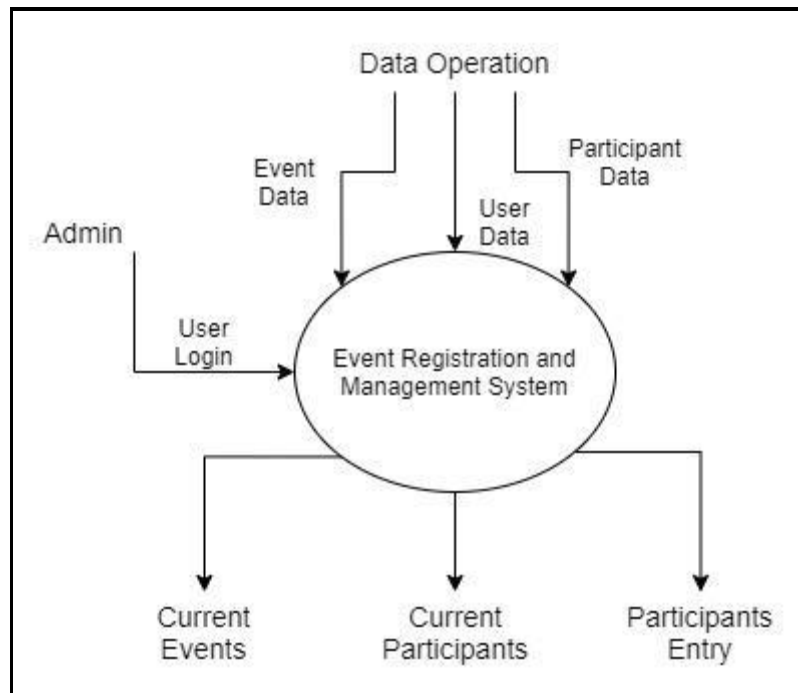 Data Operation
Event
Data
Participant
Data
User
Data
Admin
User
Login
Event Registration and
Management System
Current
Events
Current
Participants
Participants
Entry